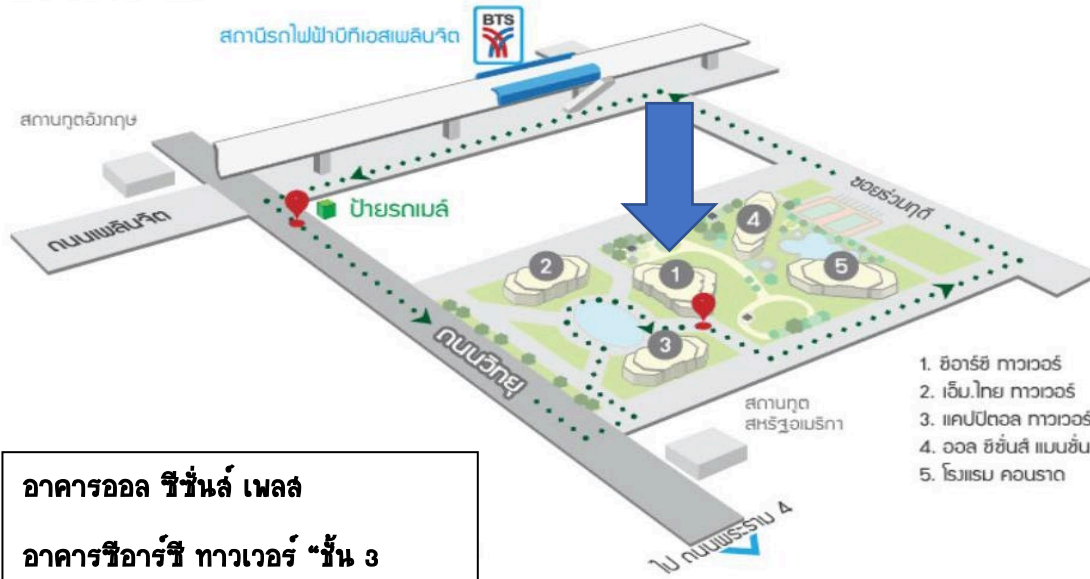 BTS
สถานีรถไฟฟ้าบีทีเอสเพลินจิต
สถานทูตอังกฤษ
ป้ายรถเมล์
ถนนเพลินจิต
ซอยร่วมฤดี
4
2
1
5
3
ถนนวิทยุ
สถานทูต
สหรัฐอเมริกา
1. ซีอาร์ซี ทาวเวอร์
2. เอ็ม.ไทย ทาวเวอร์
3. แคปปิตอล ทาวเวอร์
4. ออล ซีซั่นส์ แมนชั่น
5. โรงแรม คอนราด
ไป ถนนพระราม 4
อาคารออล ซีซั่นส์ เพลส
อาคารซีอาร์ซี ทาวเวอร์ “ชั้น 3